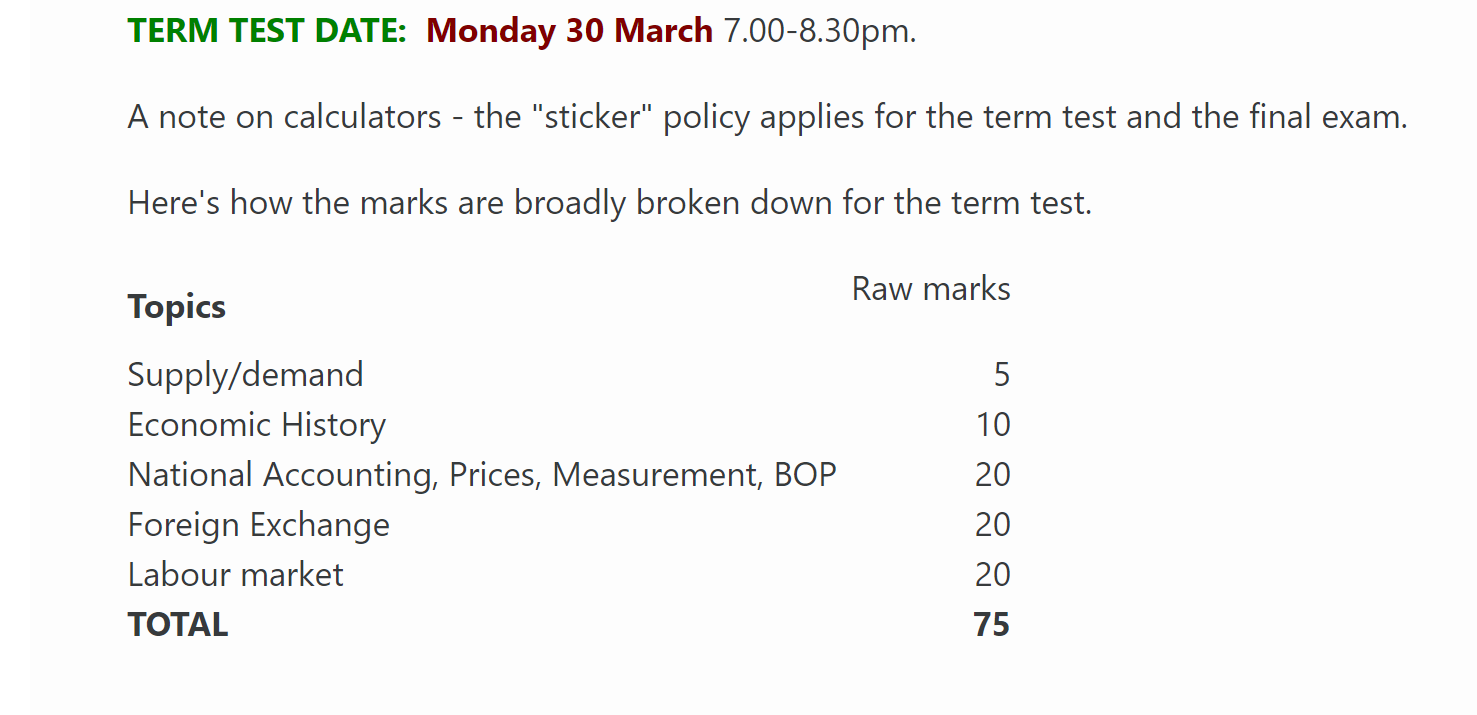 TERM TEST DATE:  Monday 30 March 7.00-8.30pm.
A note on calculators - the "sticker" policy applies for the term test and the final exam.
Here's how the marks are broadly broken down for the term test.
Topics Raw marks
Supply/demand 5
Economic History 10
National Accounting, Prices, Measurement, BOP 20
Foreign Exchange 20
Labour market 20
TOTAL 75